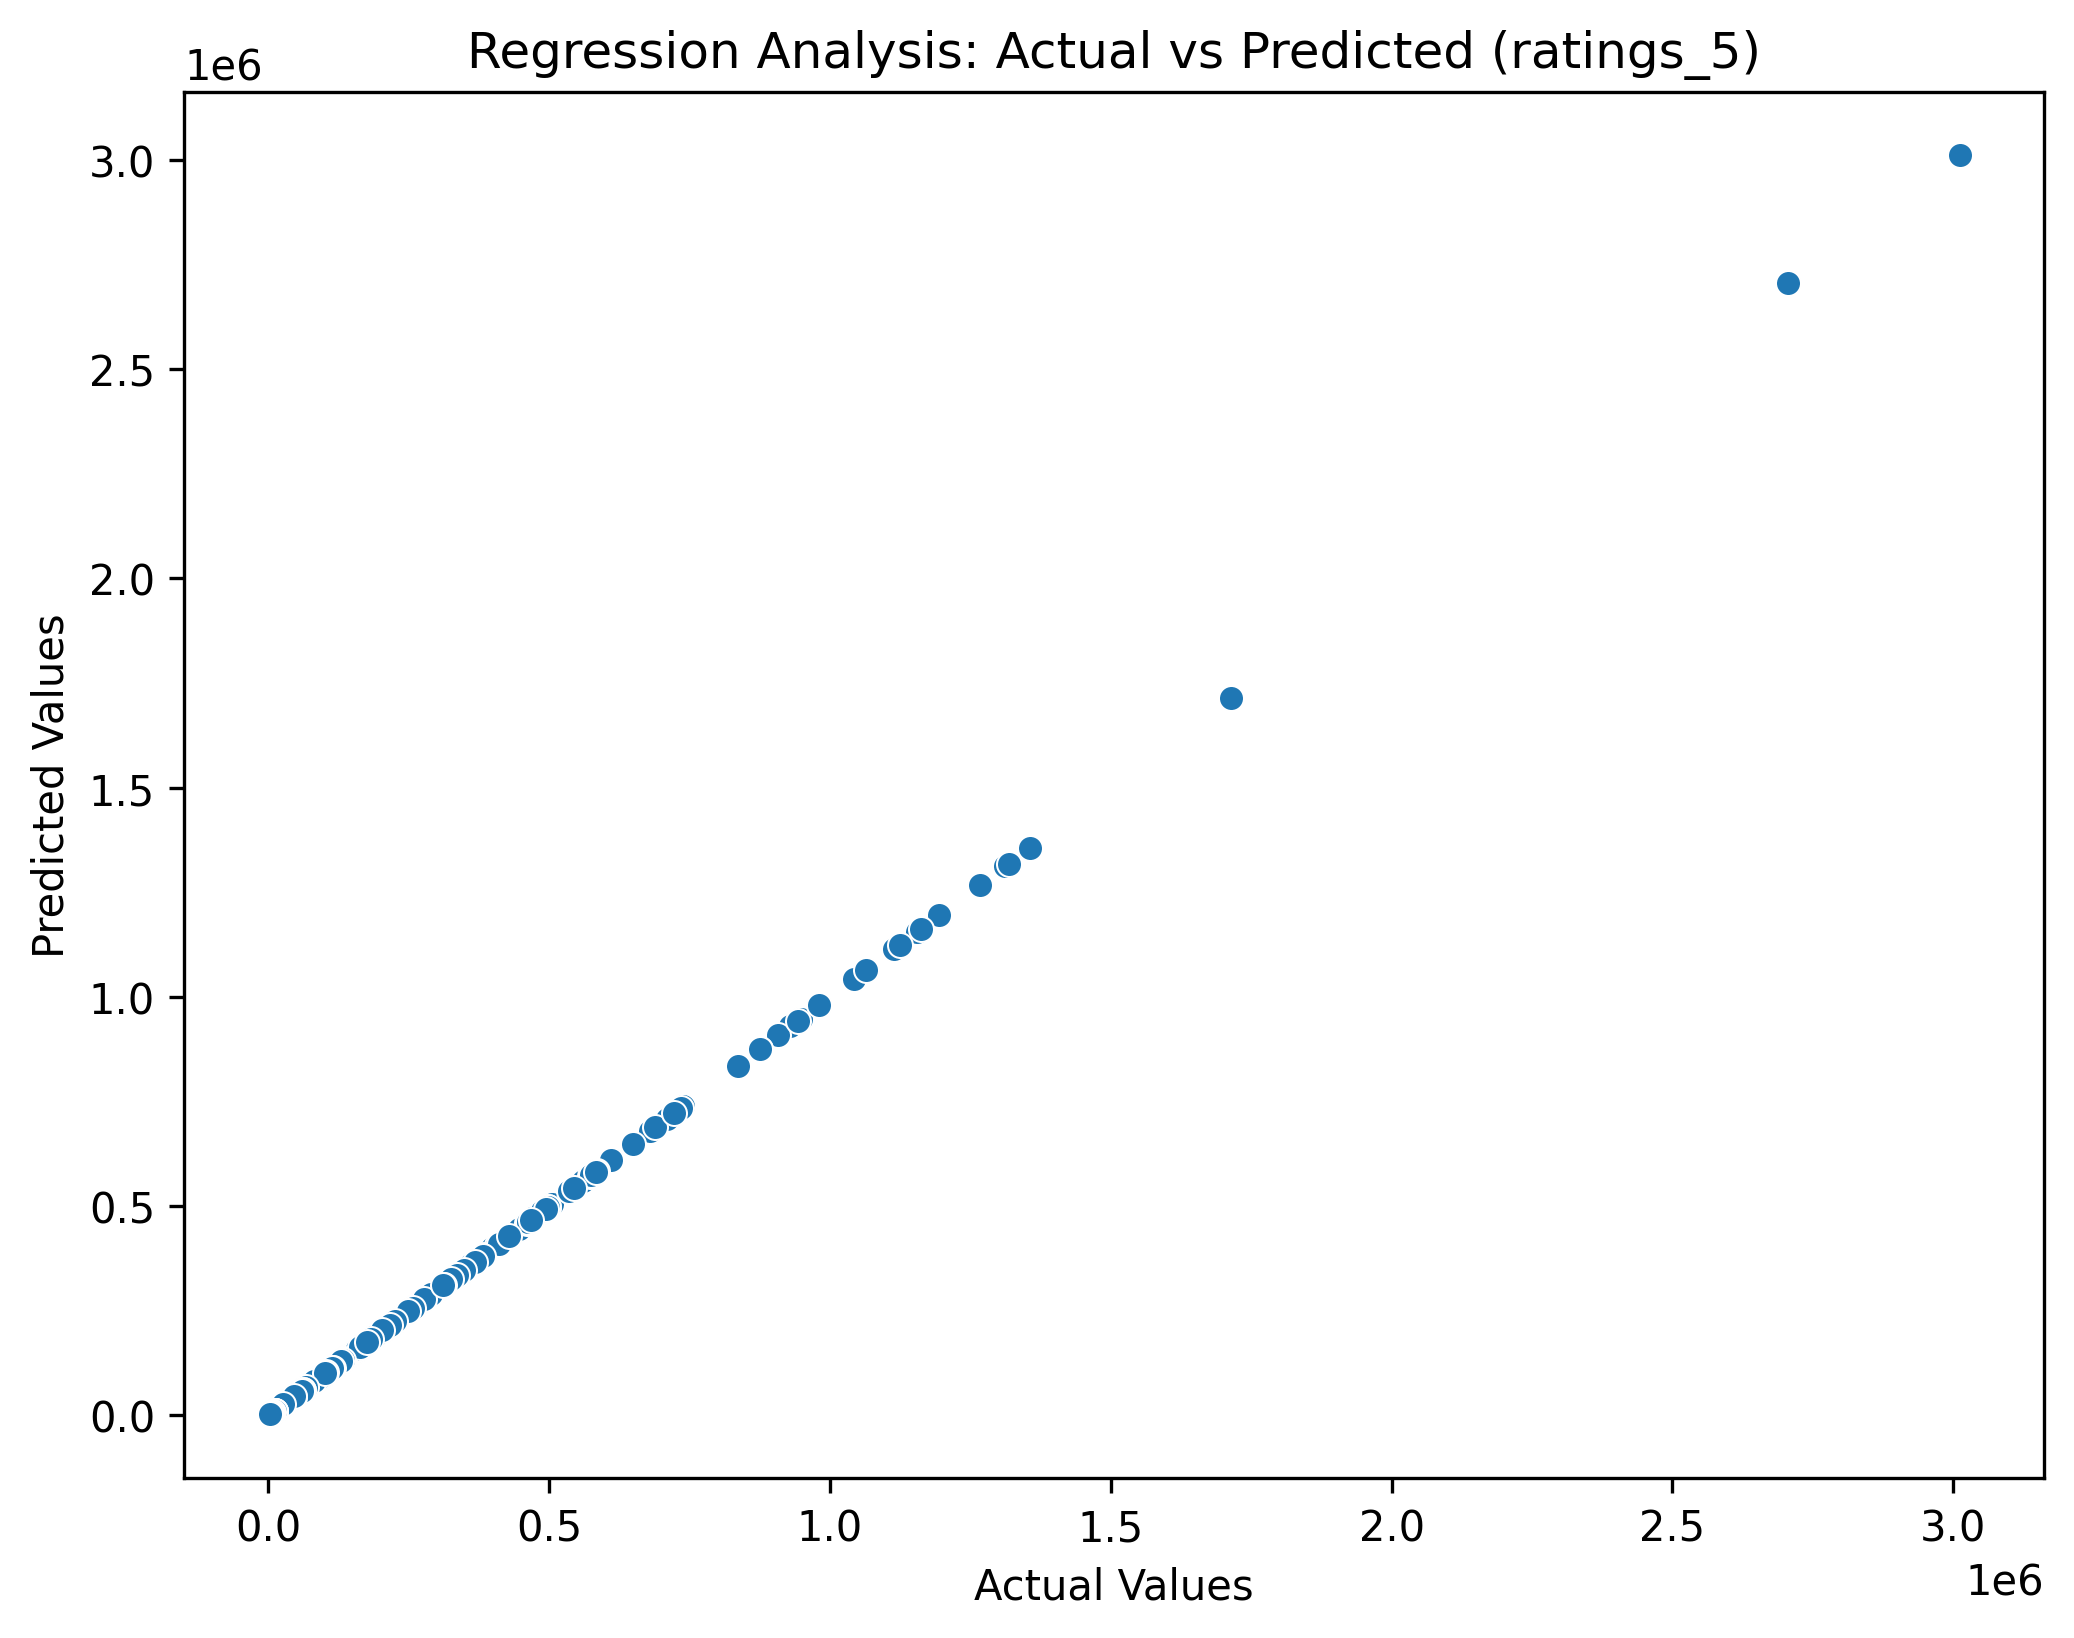 Regression Analysis: Actual vs Predicted (ratings_5)
1e6
3.0
2.5
2.0
1.5
1.0
0.5
0.0
Predicted Values
0.0 0.5 1.0 1.5 2.0 2.5 3.0
1e6
Actual Values